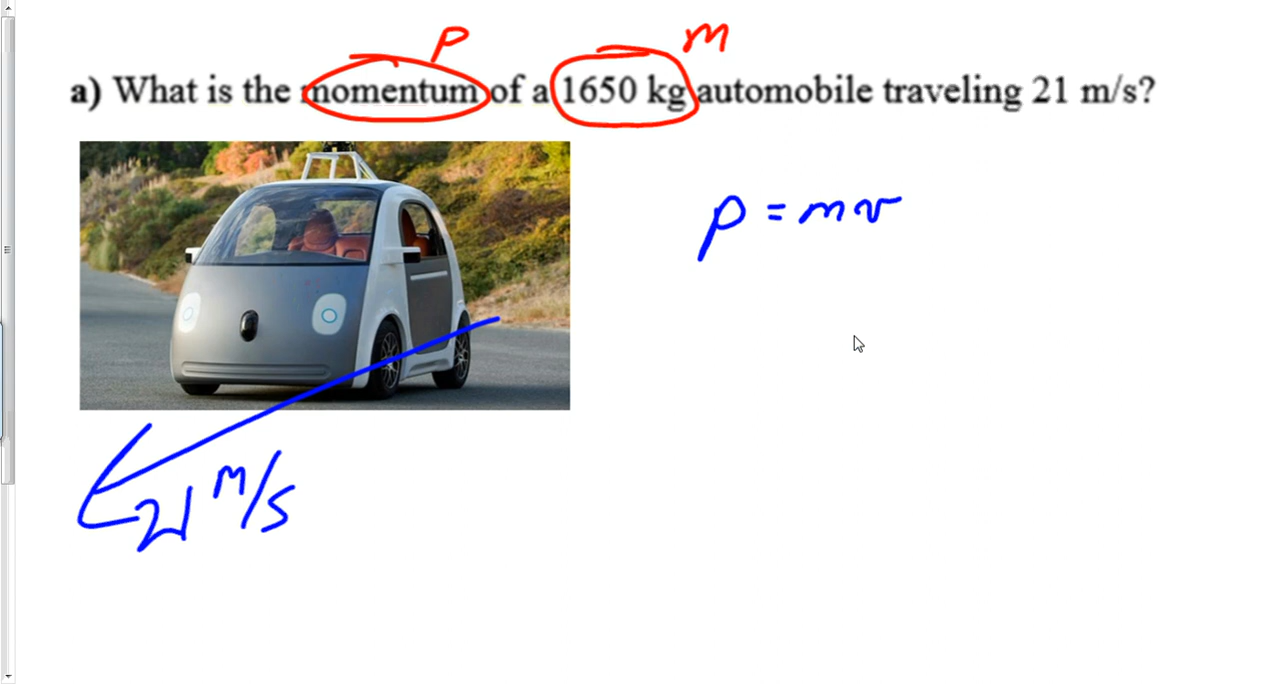 p m
a) What is the momentum of a 1650 kg automobile traveling 21 m/s?
p = mv
21 m/s